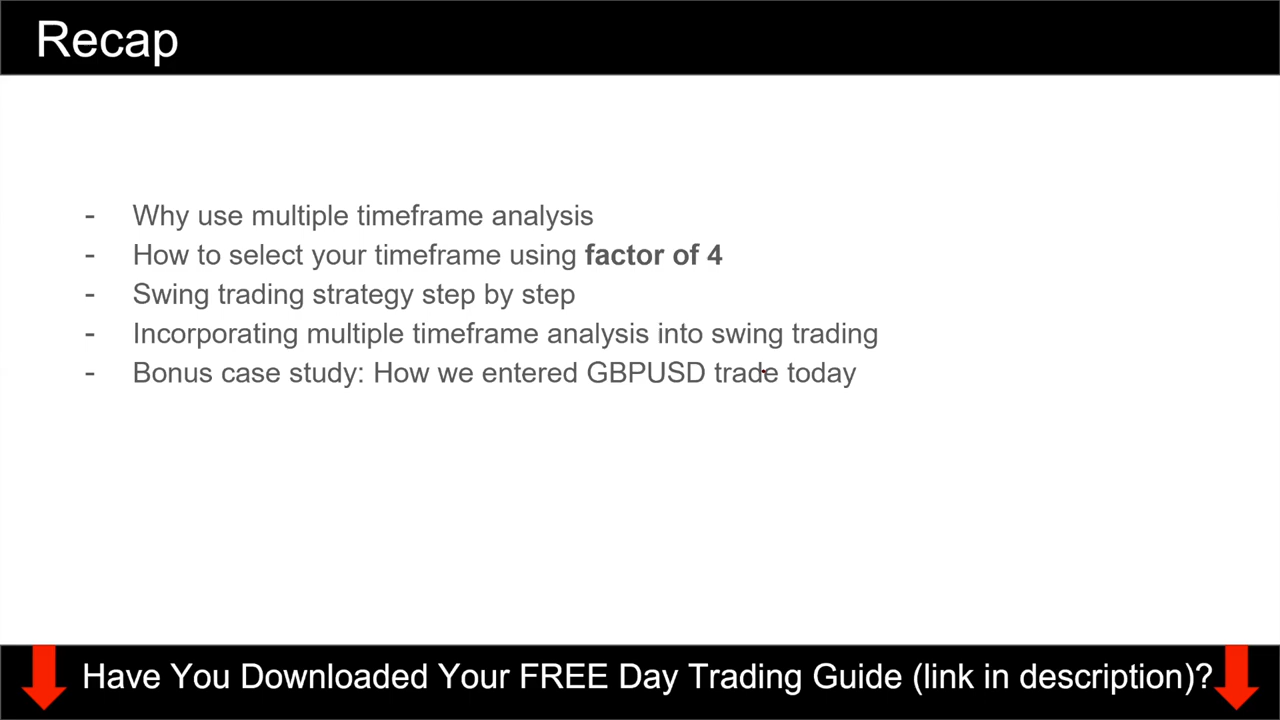 Recap
- Why use multiple timeframe analysis
- How to select your timeframe using factor of 4
- Swing trading strategy step by step
- Incorporating multiple timeframe analysis into swing trading
- Bonus case study: How we entered GBPUSD trade today
Have You Downloaded Your FREE Day Trading Guide (link in description)?